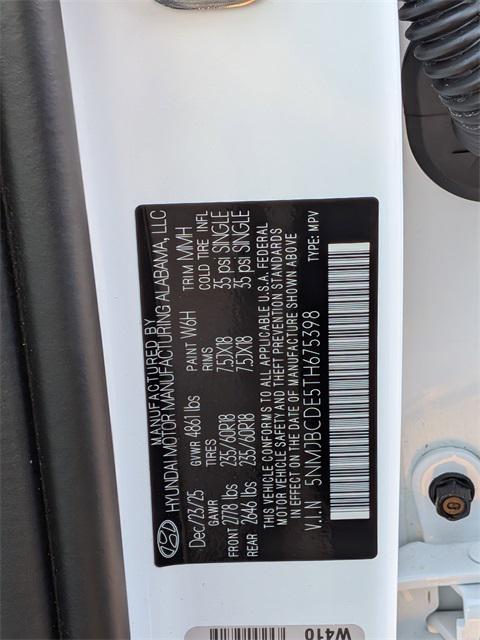 MANUFACTURED BY
HYUNDAI MOTOR MANUFACTURING ALABAMA, LLC
Dec/23/25 GVWR 4861 lbs PAINT W6H TRIM MMH
GAWR TIRES RIMS COLD TIRE INFL
FRONT 2778 lbs 235/60R18 7.5JX18 35 psi SINGLE
REAR 2646 lbs 235/60R18 7.5JX18 35 psi SINGLE
THIS VEHICLE CONFORMS TO ALL APPLICABLE U.S.A. FEDERAL
MOTOR VEHICLE SAFETY AND THEFT PREVENTION STANDARDS
IN EFFECT ON THE DATE OF MANUFACTURE SHOWN ABOVE
V.I.N 5NMJBCDE5TH675398 TYPE: MPV
W410